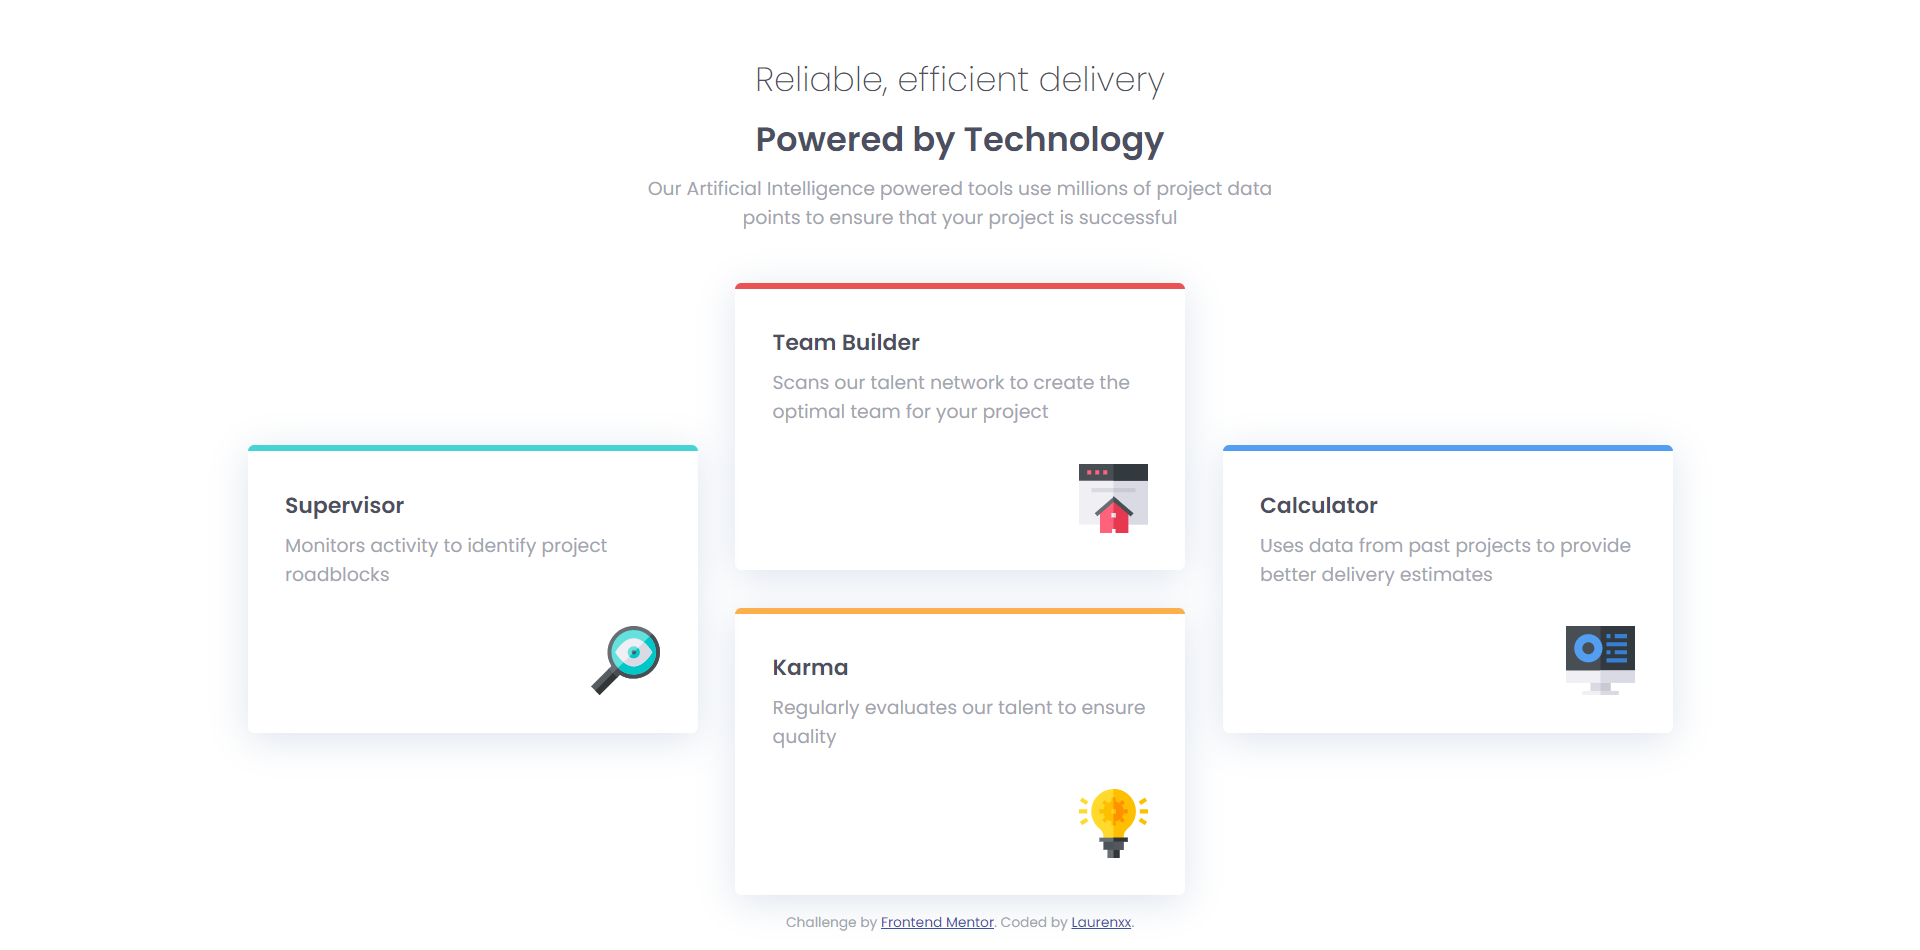 Reliable, efficient delivery
Powered by Technology
Our Artificial Intelligence powered tools use millions of project data
points to ensure that your project is successful
Team Builder
Scans our talent network to create the
optimal team for your project
Supervisor
Monitors activity to identify project
roadblocks
Calculator
Uses data from past projects to provide
better delivery estimates
Karma
Regularly evaluates our talent to ensure
quality
Challenge by Frontend Mentor. Coded by Laurenxx.